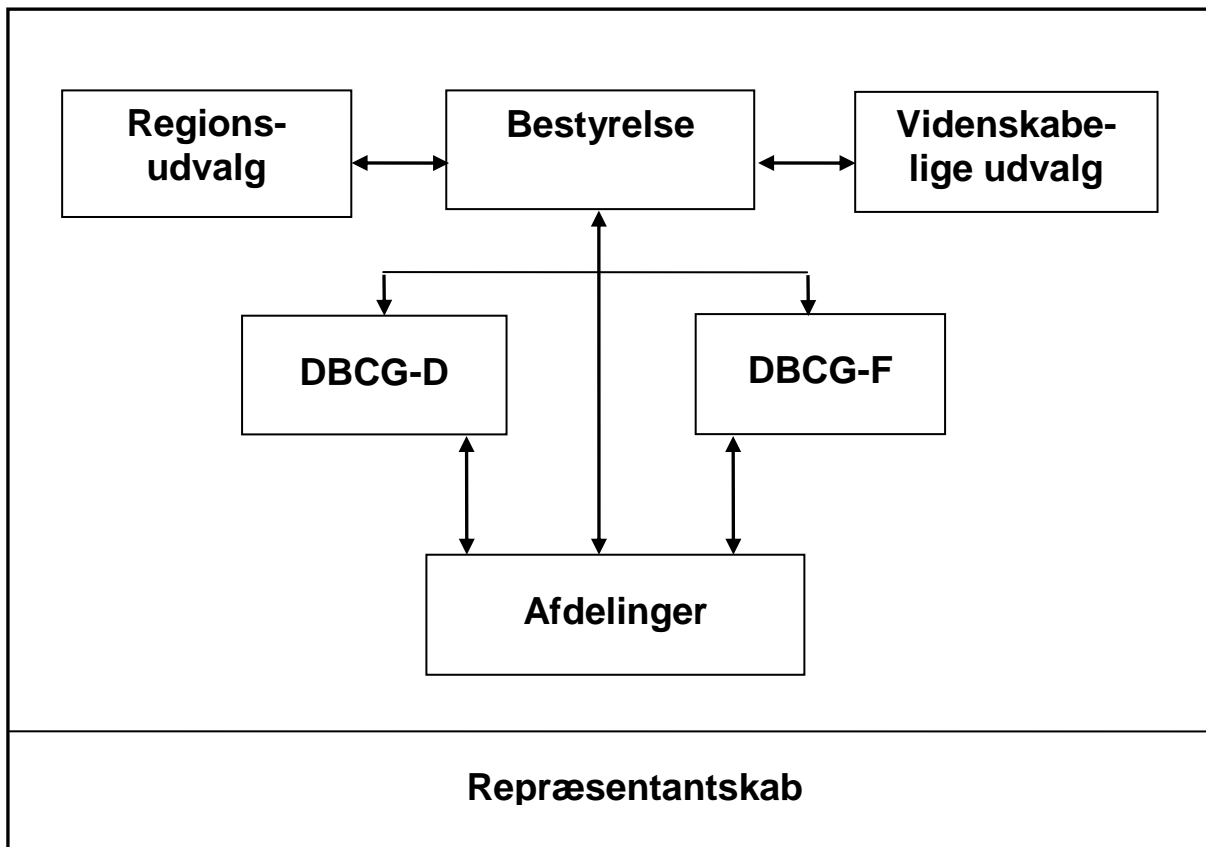 Regions-
udvalg
Bestyrelse
Videnskabe-
lige udvalg
DBCG-D
DBCG-F
Afdelinger
Repræsentantskab